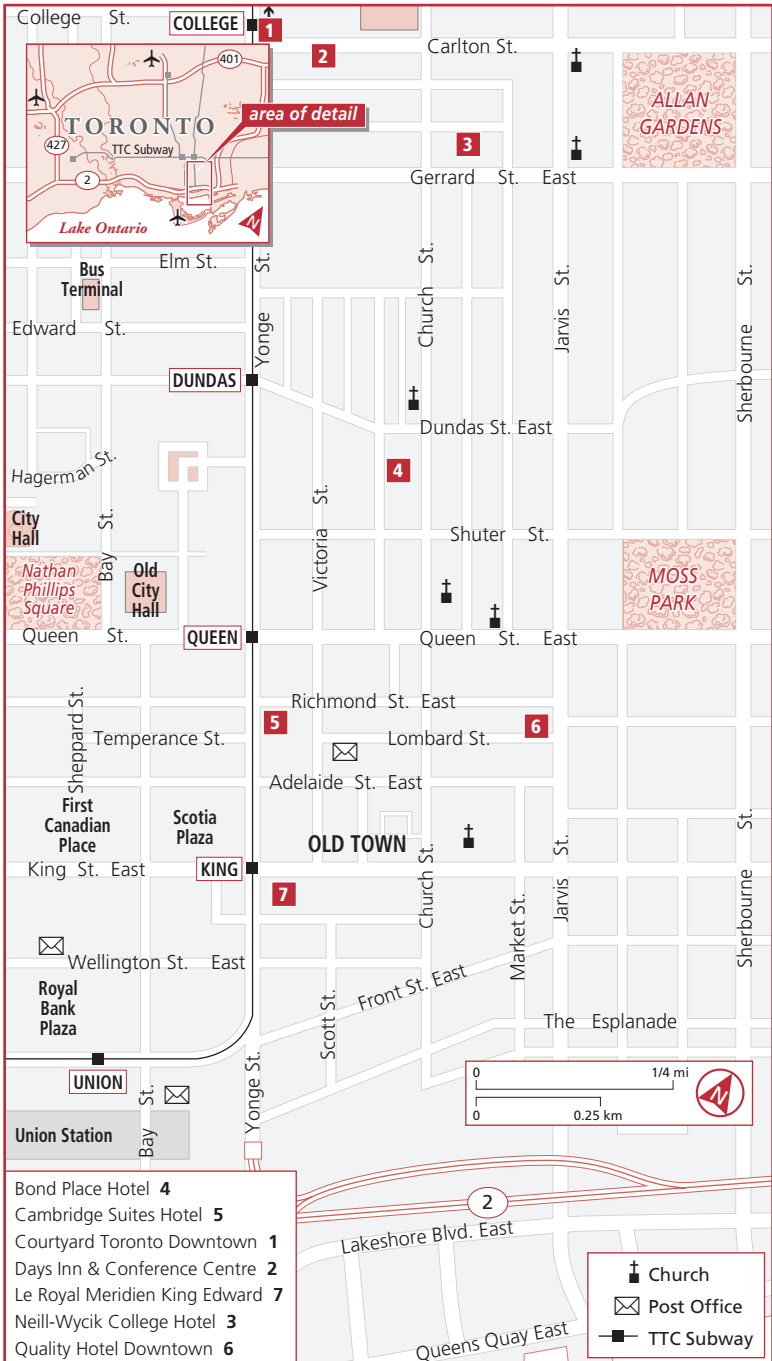 College St.
COLLEGE
1
2
Carlton St.
401
TORONTO
area of detail
427
TTC Subway
2
Lake Ontario
N
3
ALLAN
GARDENS
Gerrard St. East
Elm St.
Bus
Terminal
Edward St.
Yonge St.
Church St.
Jarvis St.
Sherbourne St.
DUNDAS
Dundas St. East
Hagerman St.
4
City
Hall
Bay St.
Victoria St.
Shuter St.
Nathan
Phillips
Square
Old
City
Hall
MOSS
PARK
Queen St.
QUEEN
Queen St. East
Sheppard St.
Richmond St. East
5
6
Temperance St.
Lombard St.
Adelaide St. East
First
Canadian
Place
Scotia
Plaza
OLD TOWN
Church St.
Jarvis St.
Sherbourne St.
King St. East
KING
7
Market St.
Wellington St. East
Royal
Bank
Plaza
Scott St.
Front St. East
The Esplanade
UNION
Bay St.
Yonge St.
0 1/4 mi
0 0.25 km
N
Union Station
2
Lakeshore Blvd. East
Queens Quay East
Bond Place Hotel 4
Cambridge Suites Hotel 5
Courtyard Toronto Downtown 1
Days Inn & Conference Centre 2
Le Royal Meridien King Edward 7
Neill-Wycik College Hotel 3
Quality Hotel Downtown 6
Church
Post Office
TTC Subway